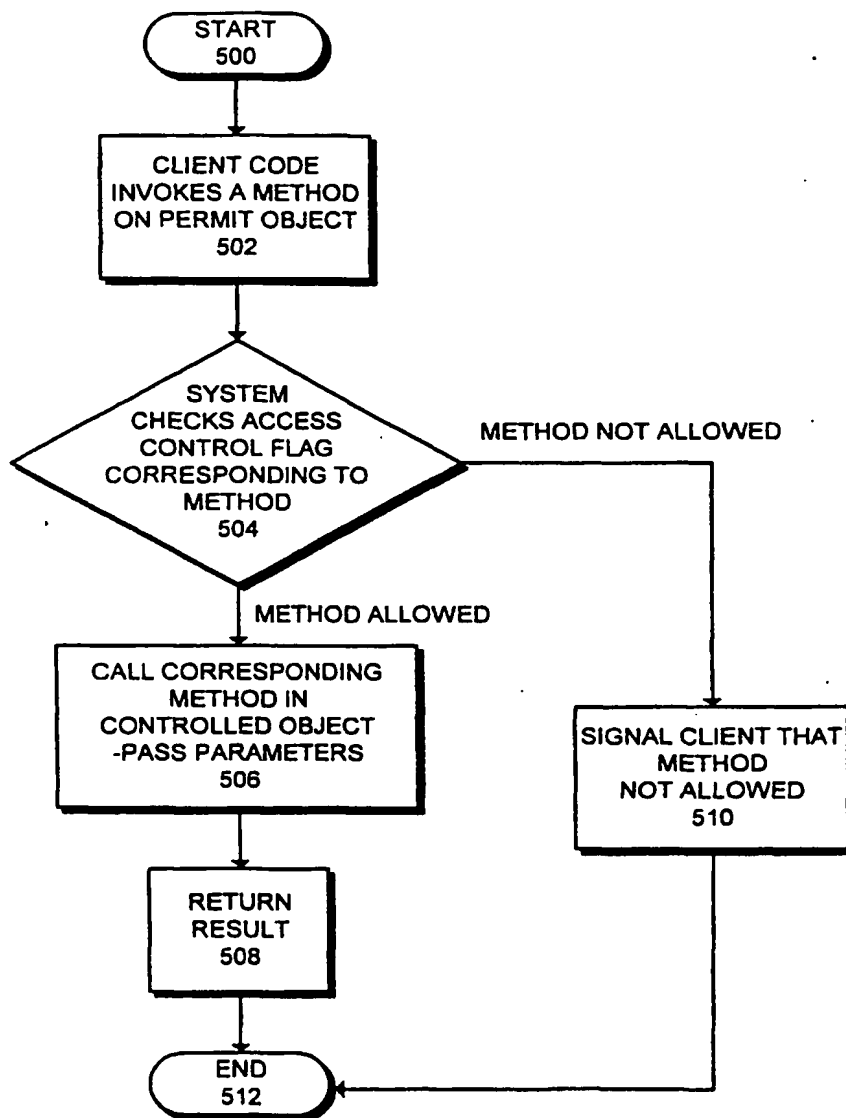 START
500
CLIENT CODE
INVOKES A METHOD
ON PERMIT OBJECT
502
SYSTEM
CHECKS ACCESS
CONTROL FLAG
CORRESPONDING TO
METHOD
504
METHOD NOT ALLOWED
METHOD ALLOWED
CALL CORRESPONDING
METHOD IN
CONTROLLED OBJECT
-PASS PARAMETERS
506
SIGNAL CLIENT THAT
METHOD
NOT ALLOWED
510
RETURN
RESULT
508
END
512